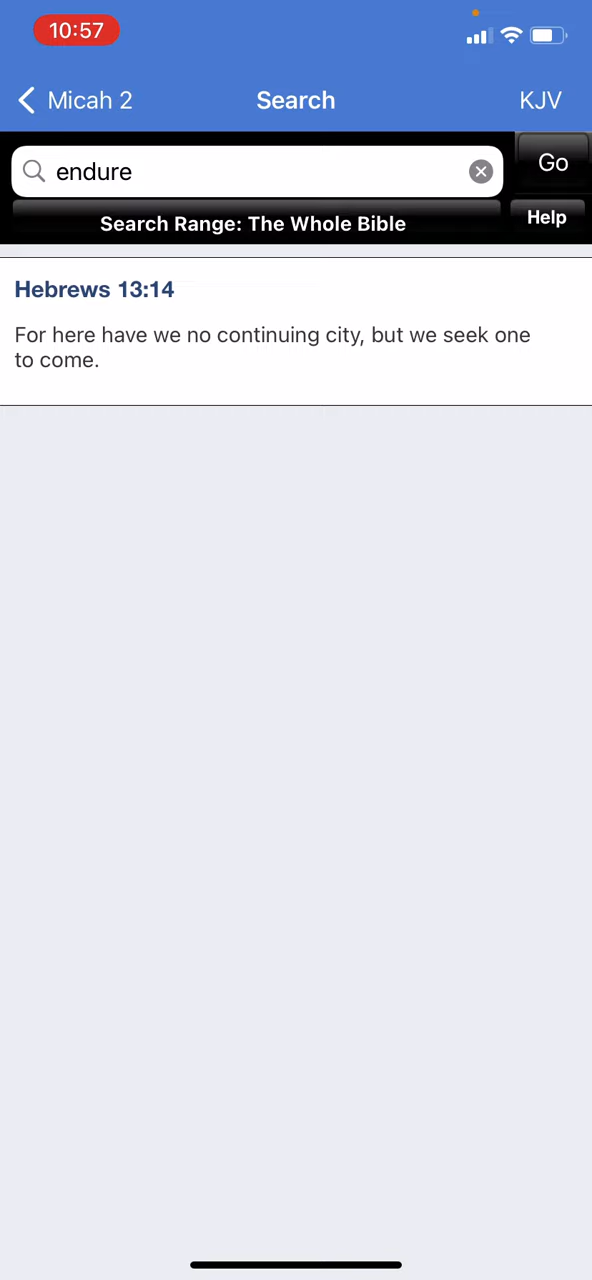 10:57
Micah 2
Search
KJV
endure
Go
Search Range: The Whole Bible
Help
Hebrews 13:14
For here have we no continuing city, but we seek one
to come.